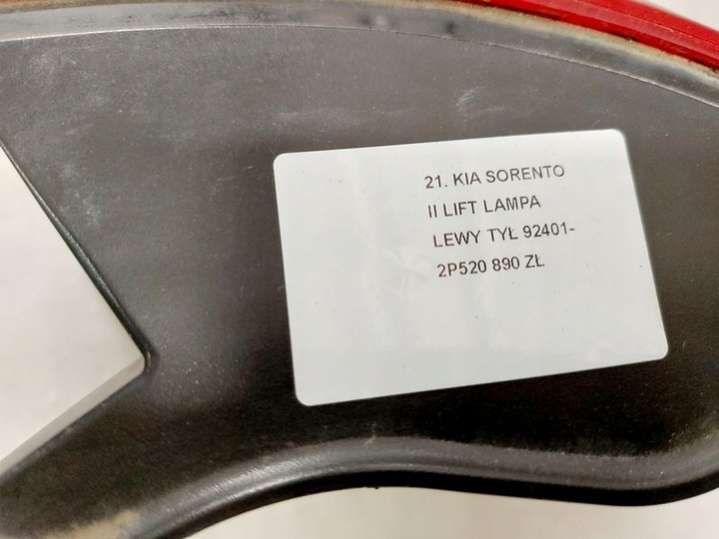 21. KIA SORENTO
II LIFT LAMPA
LEWY TYŁ 92401-
2P520 890 ZŁ